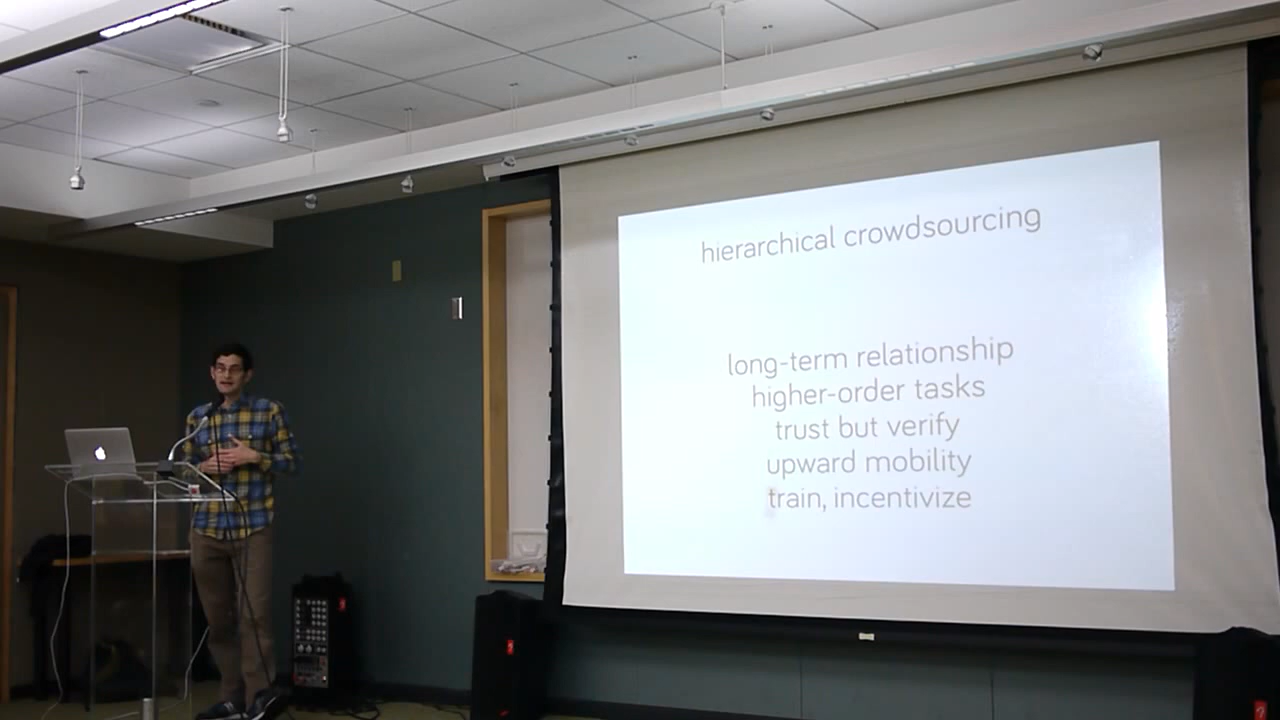 hierarchical crowdsourcing
long-term relationship
higher-order tasks
trust but verify
upward mobility
train, incentivize